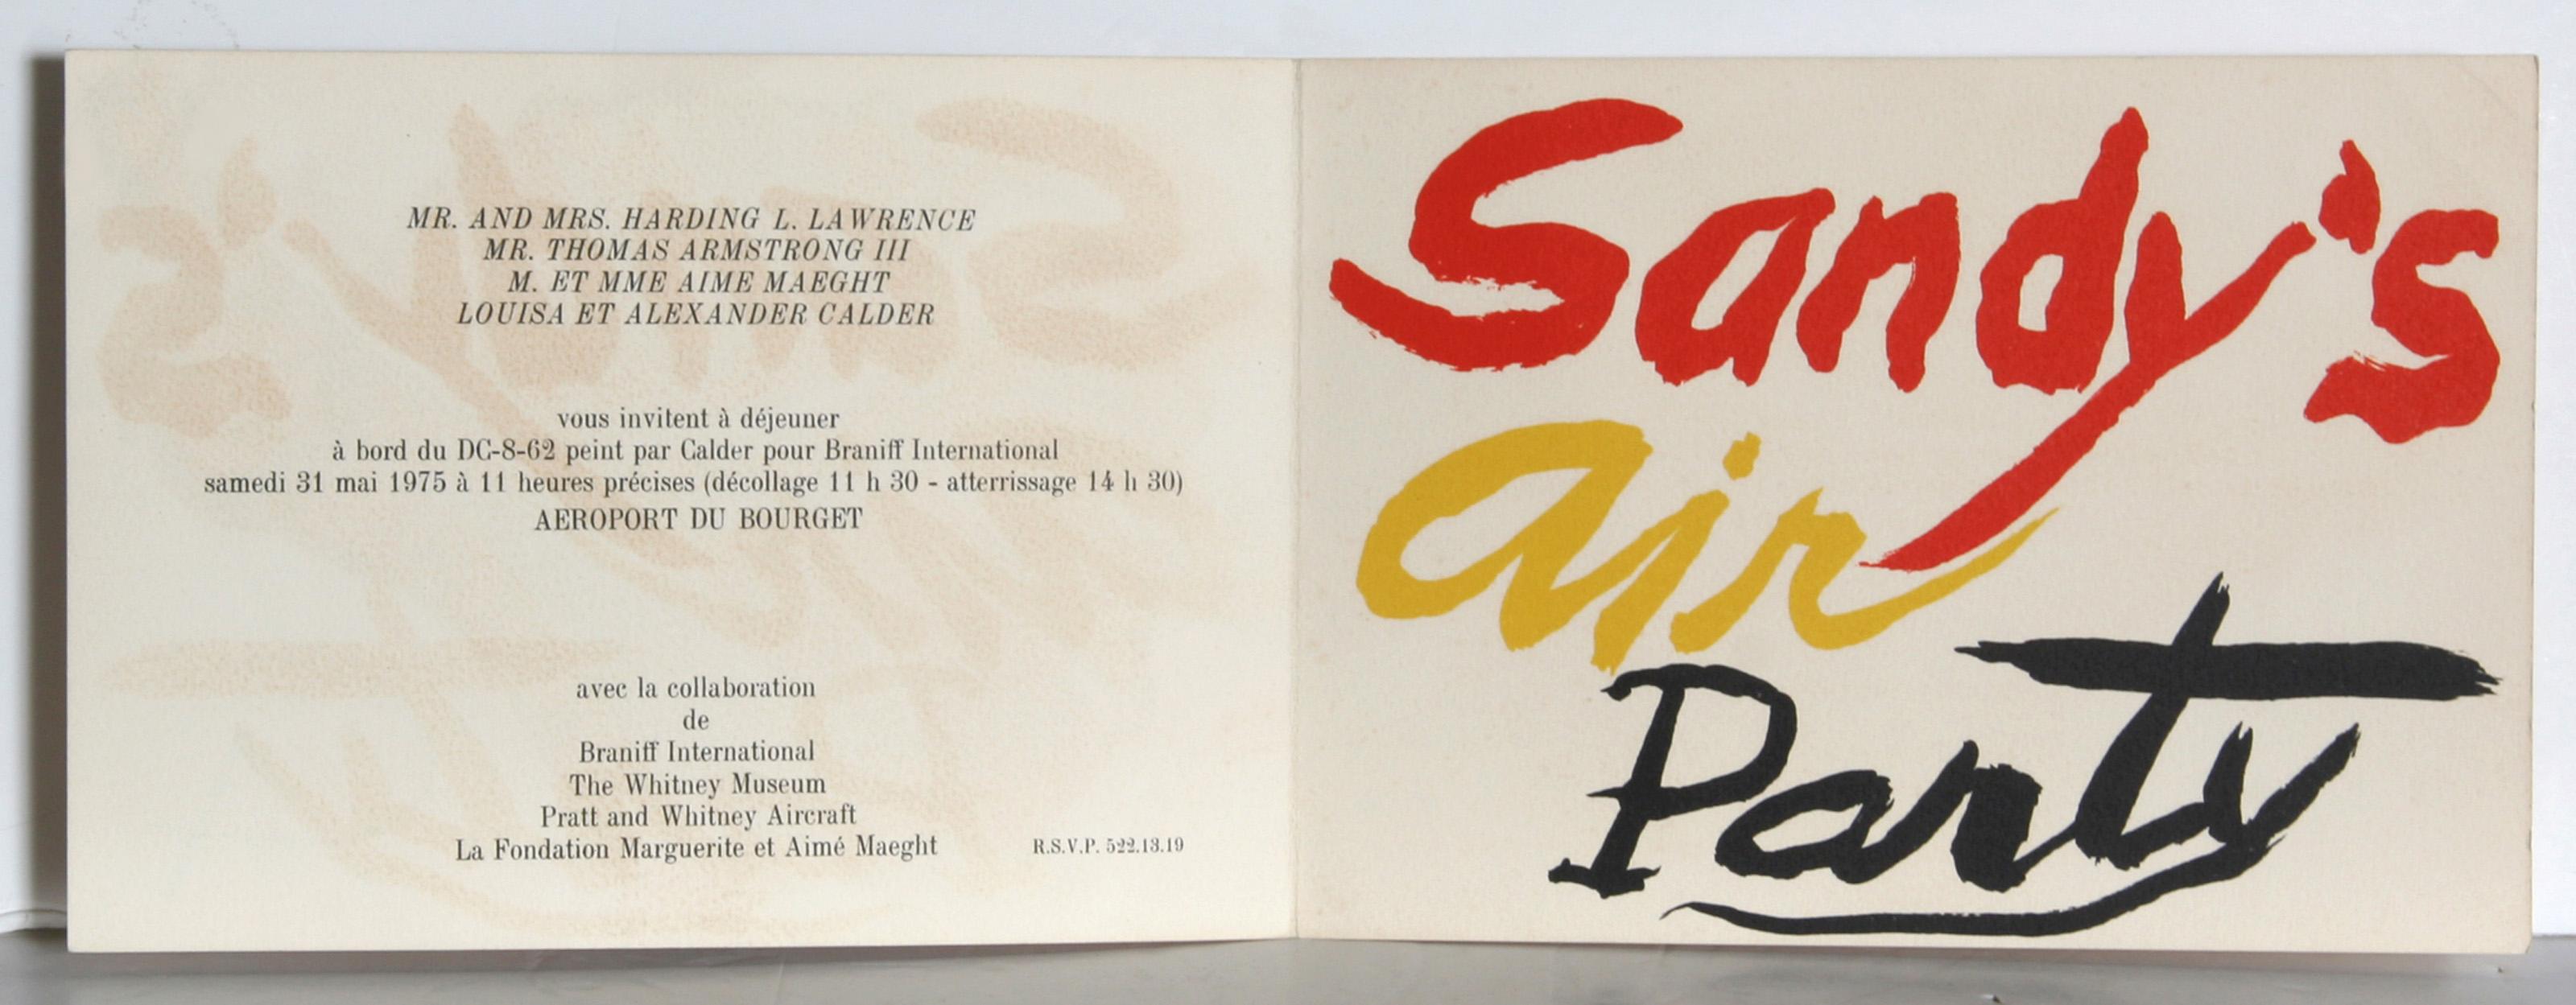 MR. AND MRS. HARDING L. LAWRENCE
MR. THOMAS ARMSTRONG III
M. ET MME AIME MAEGHT
LOUISA ET ALEXANDER CALDER
vous invitent à déjeuner
à bord du DC-8-62 peint par Calder pour Braniff International
samedi 31 mai 1975 à 11 heures précises (décollage 11 h 30 - atterrissage 14 h 30)
AEROPORT DU BOURGET
avec la collaboration
de
Braniff International
The Whitney Museum
Pratt and Whitney Aircraft
La Fondation Marguerite et Aimé Maeght
R.S.V.P. 522.13.19
Sandy's
air
Party